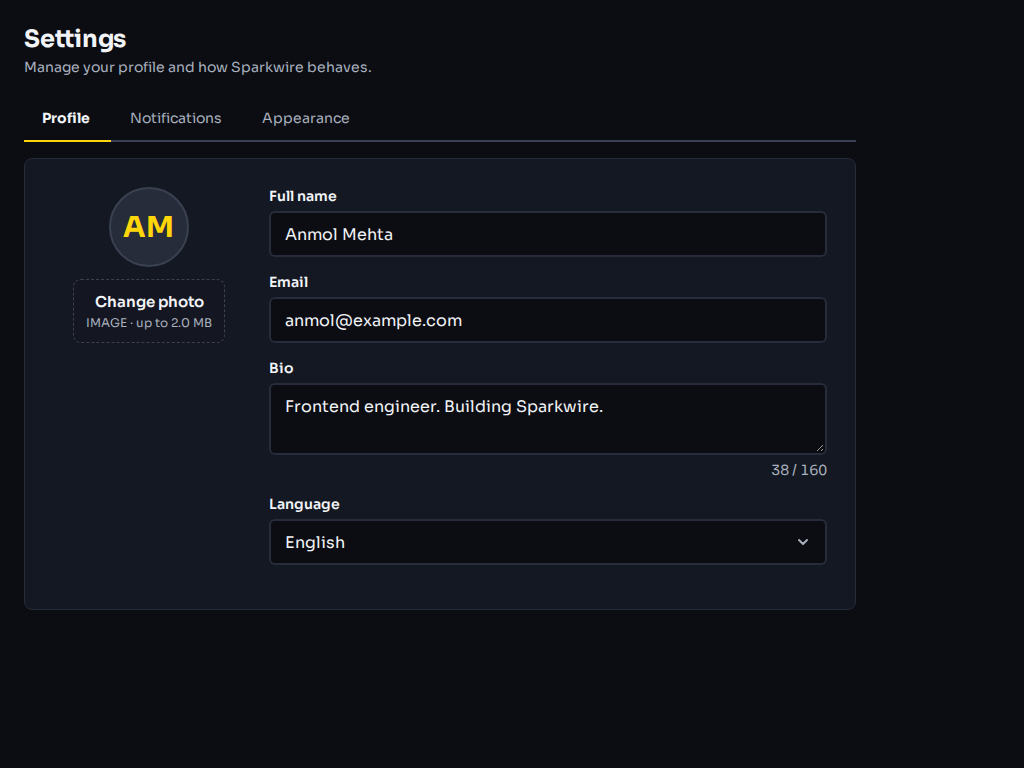 Settings
Manage your profile and how Sparkwire behaves.
Profile Notifications Appearance
AM
Change photo
IMAGE · up to 2.0 MB
Full name
Anmol Mehta
Email
anmol@example.com
Bio
Frontend engineer. Building Sparkwire.
38 / 160
Language
English